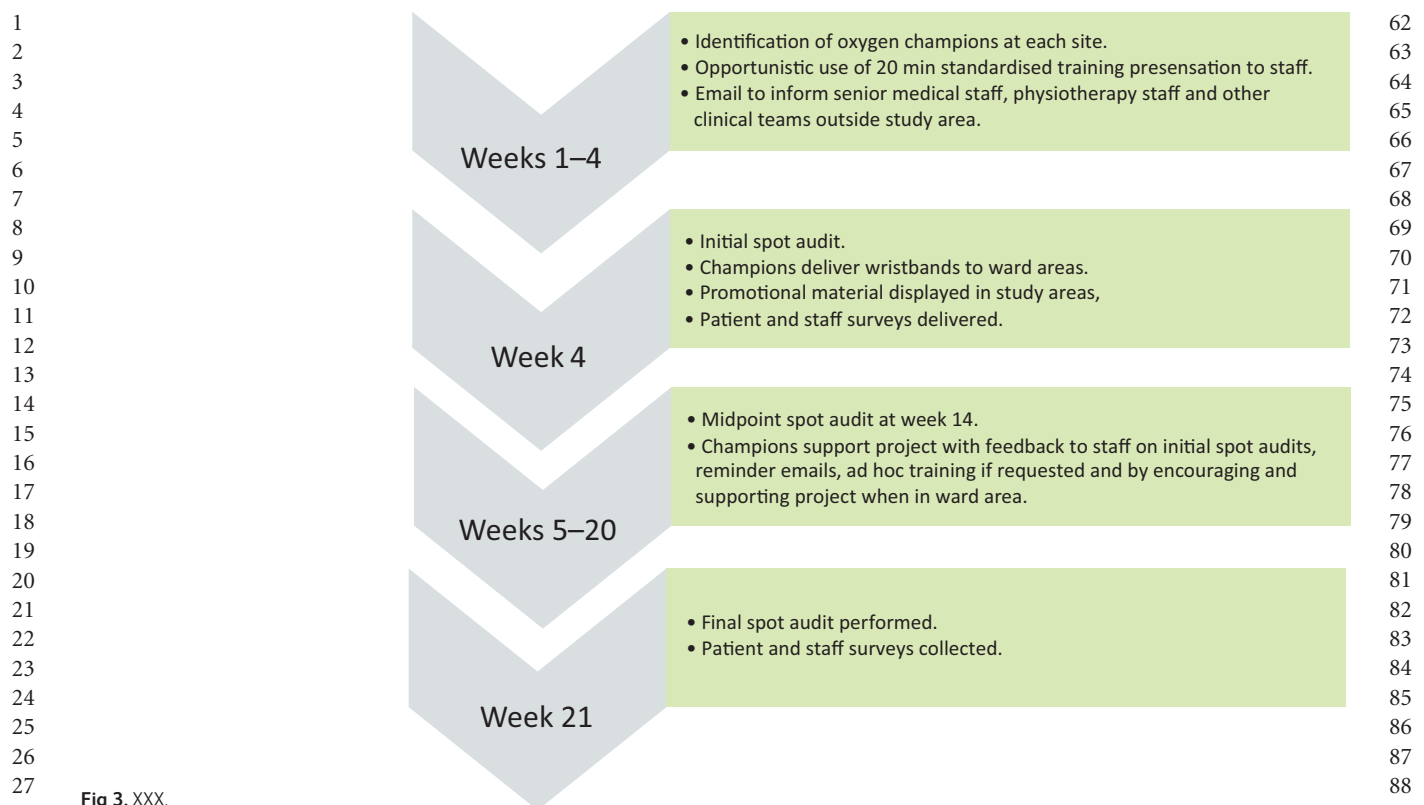 1
2
3
4
5
6
7
8
9
10
11
12
13
14
15
16
17
18
19
20
21
22
23
24
25
26
27
Weeks 1–4
• Identification of oxygen champions at each site.
• Opportunistic use of 20 min standardised training presensation to staff.
• Email to inform senior medical staff, physiotherapy staff and other
clinical teams outside study area.
Week 4
• Initial spot audit.
• Champions deliver wristbands to ward areas.
• Promotional material displayed in study areas,
• Patient and staff surveys delivered.
Weeks 5–20
• Midpoint spot audit at week 14.
• Champions support project with feedback to staff on initial spot audits,
reminder emails, ad hoc training if requested and by encouraging and
supporting project when in ward area.
Week 21
• Final spot audit performed.
• Patient and staff surveys collected.
Fig 3. XXX.
62
63
64
65
66
67
68
69
70
71
72
73
74
75
76
77
78
79
80
81
82
83
84
85
86
87
88